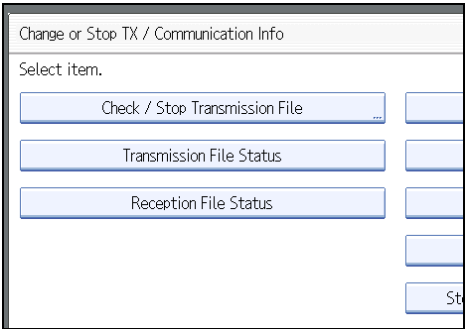 Change or Stop TX / Communication Info
Select item.
Check / Stop Transmission File
...
Transmission File Status
Reception File Status